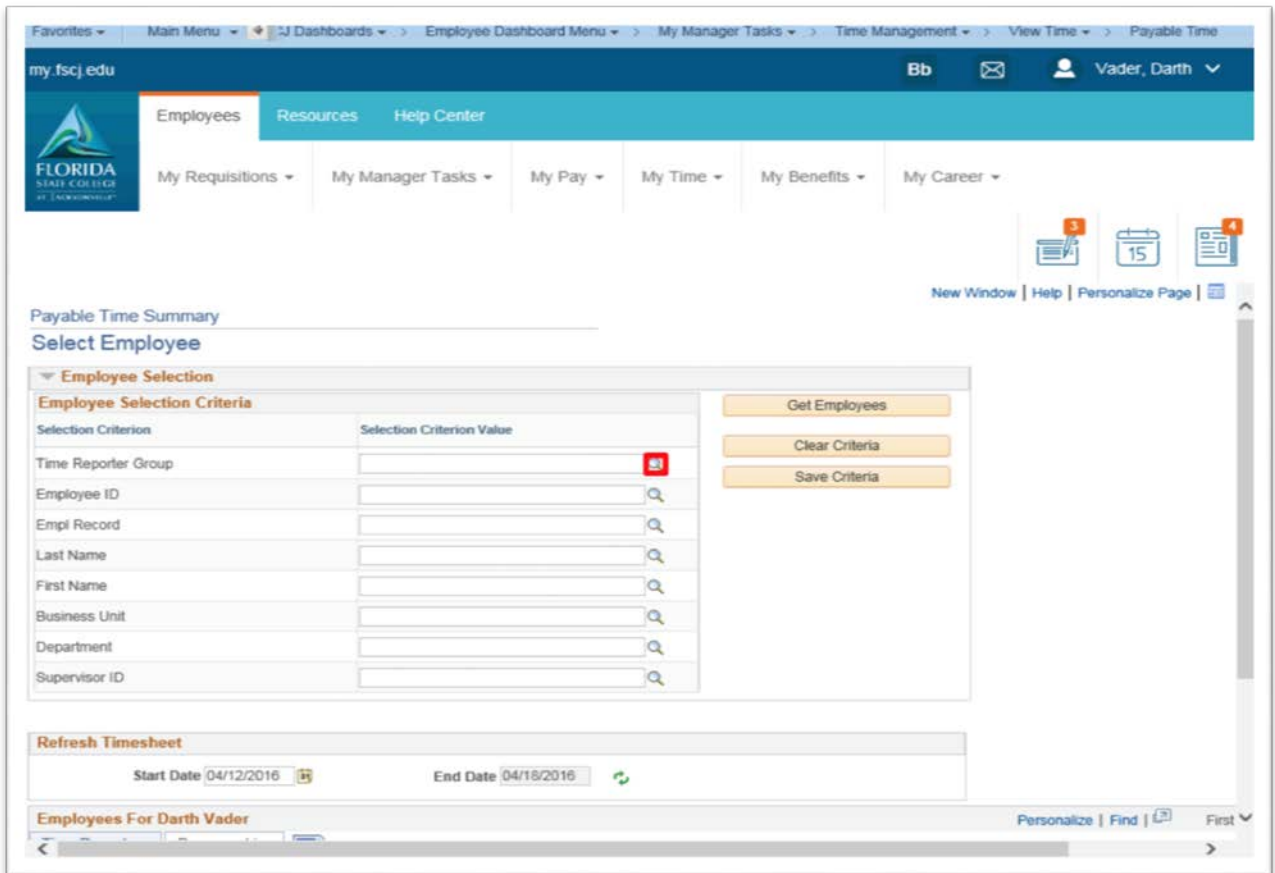 Favorites Main Menu CJ Dashboards > Employee Dashboard Menu > My Manager Tasks > Time Management > View Time > Payable Time
my.fscj.edu Bb Vader, Darth
Employees Resources Help Center
FLORIDA
STATE COLLEGE
AT JACKSONVILLE
My Requisitions My Manager Tasks My Pay My Time My Benefits My Career
3 15 4
New Window | Help | Personalize Page |
Payable Time Summary
Select Employee
Employee Selection
Employee Selection Criteria
Get Employees
Selection Criterion Selection Criterion Value
Clear Criteria
Time Reporter Group
Save Criteria
Employee ID
Empl Record
Last Name
First Name
Business Unit
Department
Supervisor ID
Refresh Timesheet
Start Date 04/12/2016 End Date 04/18/2016
Employees For Darth Vader Personalize | Find | First